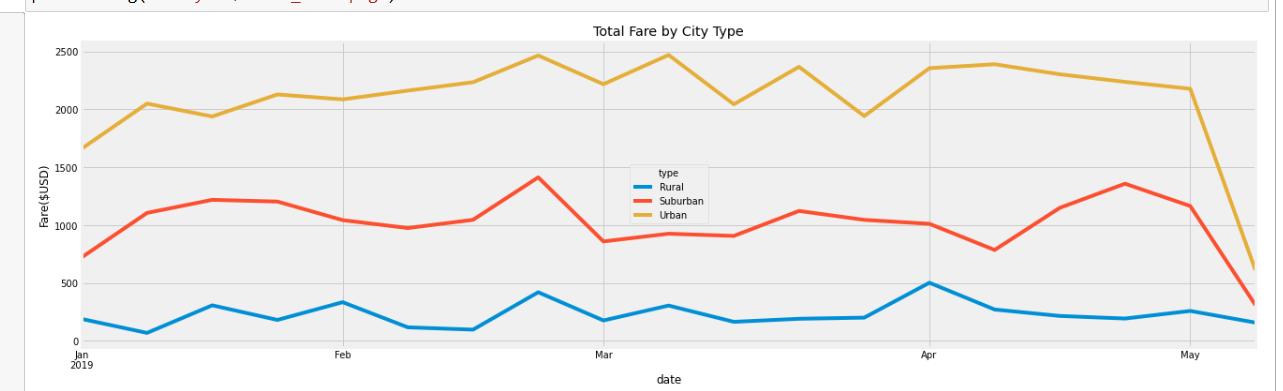 Total Fare by City Type
2500
2000
1500
1000
500
0
Fare($USD)
type
Rural
Suburban
Urban
Jan
2019
Feb
Mar
Apr
May
date